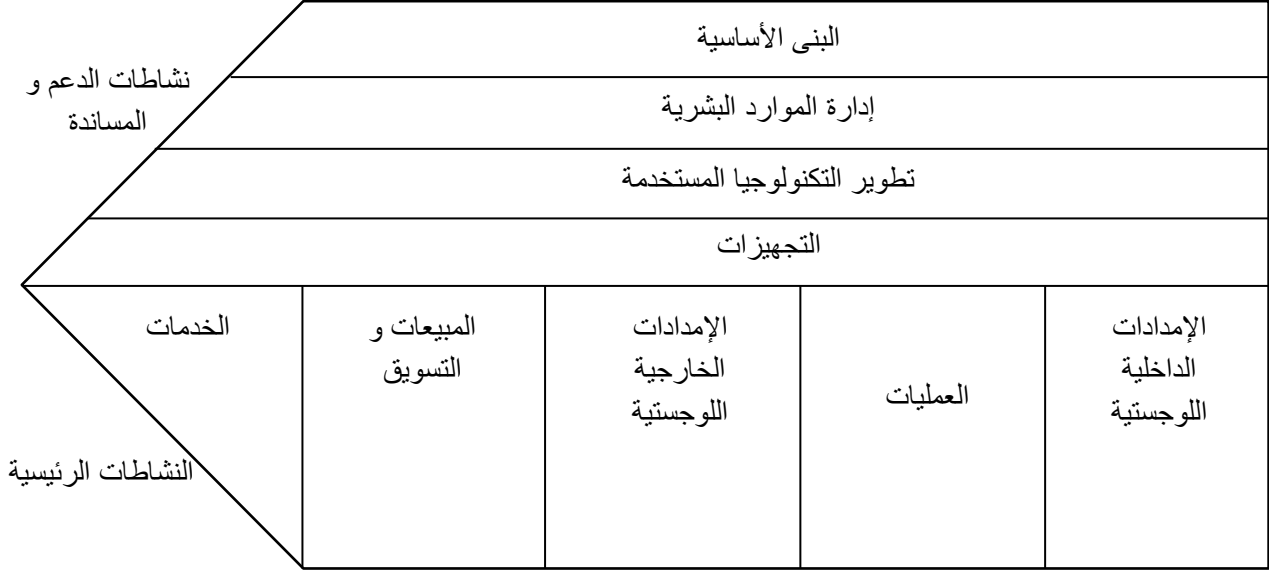 البنى الأساسية
نشاطات الدعم و
المساندة
إدارة الموارد البشرية
تطوير التكنولوجيا المستخدمة
التجهيزات
الإمدادات
الداخلية
اللوجستية
العمليات
الإمدادات
الخارجية
اللوجستية
المبيعات و
التسويق
الخدمات
النشاطات الرئيسية